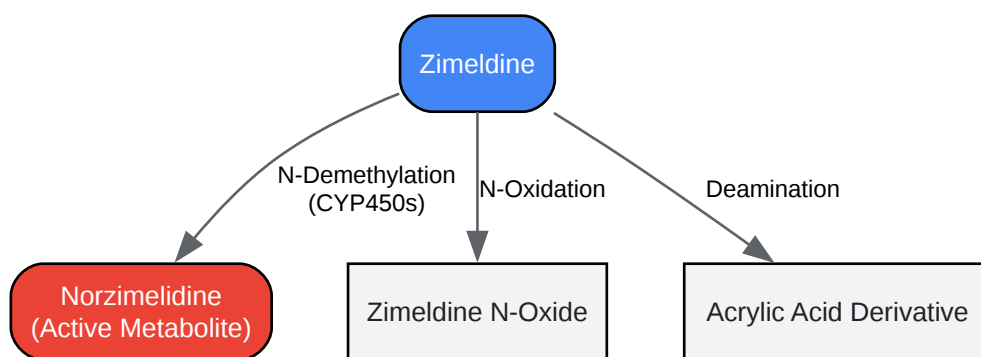 Zimeldine
N-Demethylation
(CYP450s)
N-Oxidation
Deamination
Norzimelidine
(Active Metabolite)
Zimeldine N-Oxide
Acrylic Acid Derivative